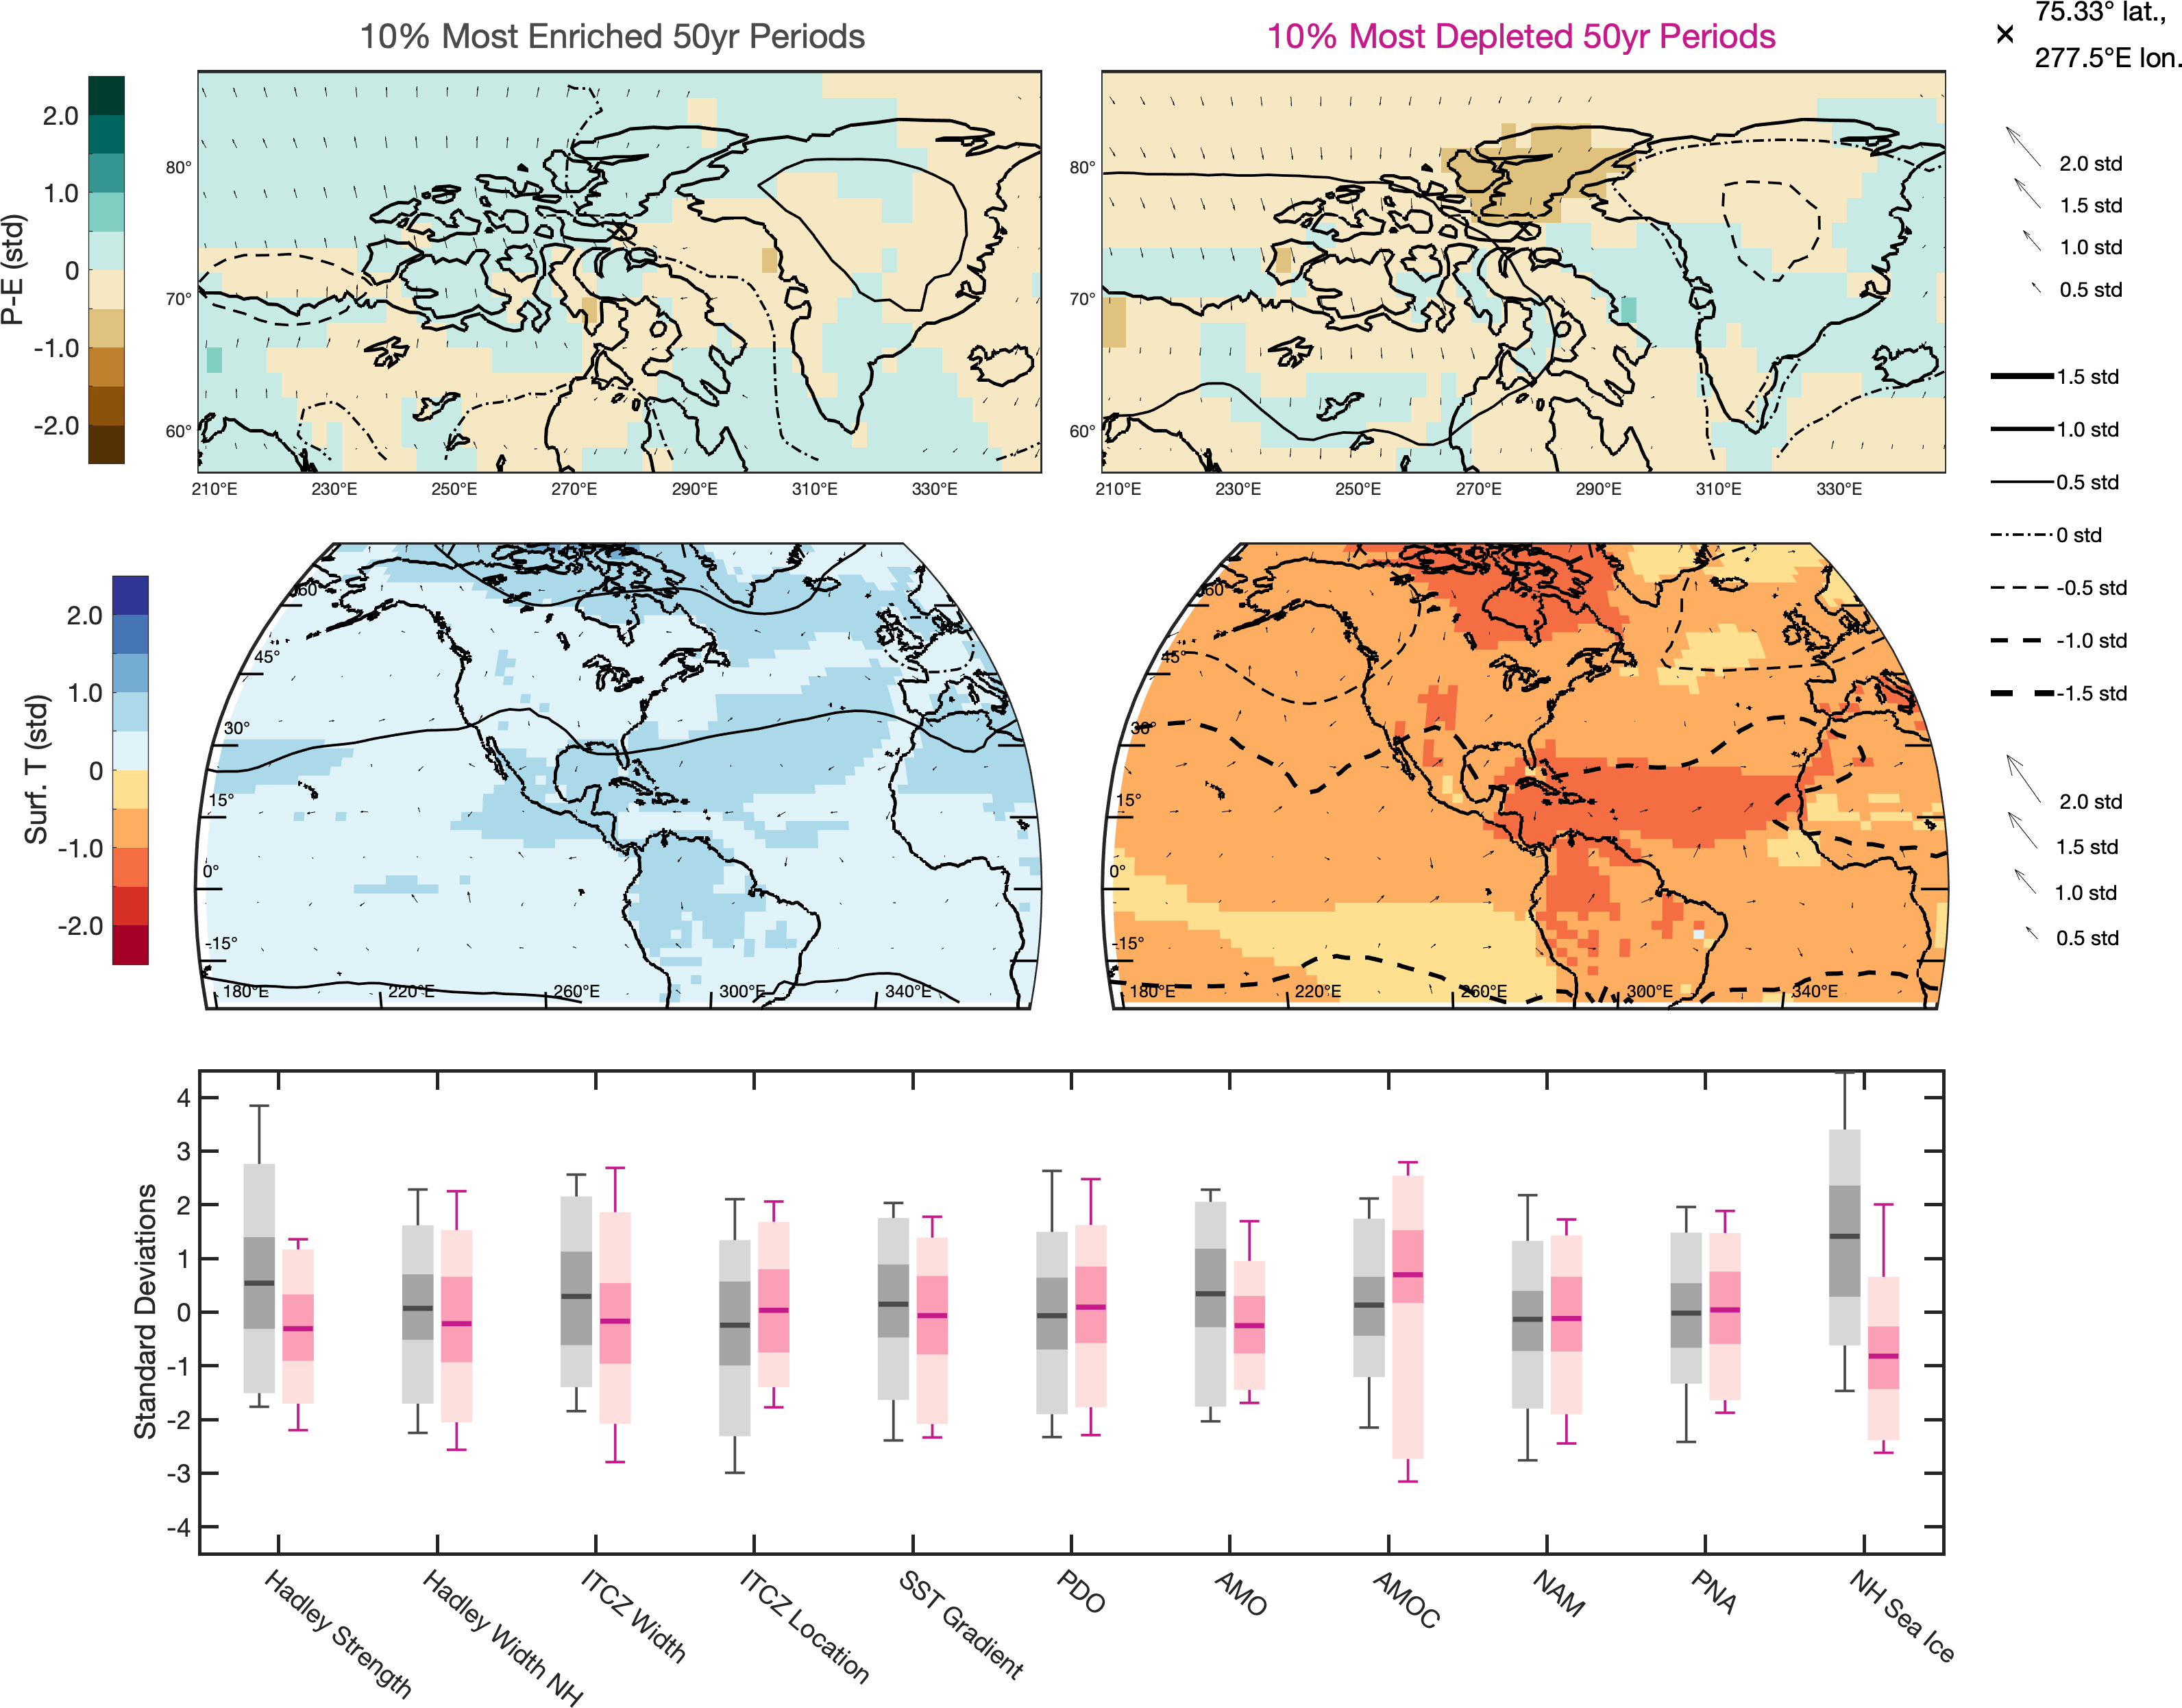 10% Most Enriched 50yr Periods
10% Most Depleted 50yr Periods
75.33° lat.,
277.5°E lon.
P-E (std)
2.0
1.0
0
-1.0
-2.0
80°
70°
60°
210°E 230°E 250°E 270°E 290°E 310°E 330°E
80°
70°
60°
210°E 230°E 250°E 270°E 290°E 310°E 330°E
2.0 std
1.5 std
1.0 std
0.5 std
1.5 std
1.0 std
0.5 std
0 std
-0.5 std
-1.0 std
-1.5 std
Surf. T (std)
2.0
1.0
0
-1.0
-2.0
60°
45°
30°
15°
0°
-15°
180°E 220°E 260°E 300°E 340°E
60°
45°
30°
15°
0°
-15°
180°E 220°E 260°E 300°E 340°E
2.0 std
1.5 std
1.0 std
0.5 std
Standard Deviations
4
3
2
1
0
-1
-2
-3
-4
Hadley Strength
Hadley Width NH
ITCZ Width
ITCZ Location
SST Gradient
PDO
AMO
AMOC
NAM
PNA
NH Sea Ice